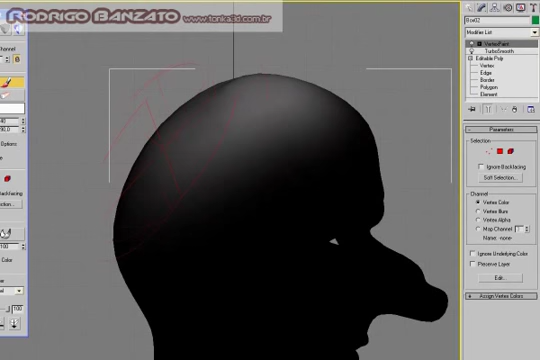 Rodrigo Banzato www.tonka3d.com.br
Box02
Modifier List
VertexPaint
TurboSmooth
Editable Poly
Vertex
Edge
Border
Polygon
Element
Parameters
Selection
Ignore Backfacing
Soft Selection...
Channel
Vertex Color
Vertex Illum
Vertex Alpha
Map Channel
Name: -none-
Ignore Underlying Color
Preserve Layer
Edit...
Assign Vertex Colors
Channel
Options
Color
100
100